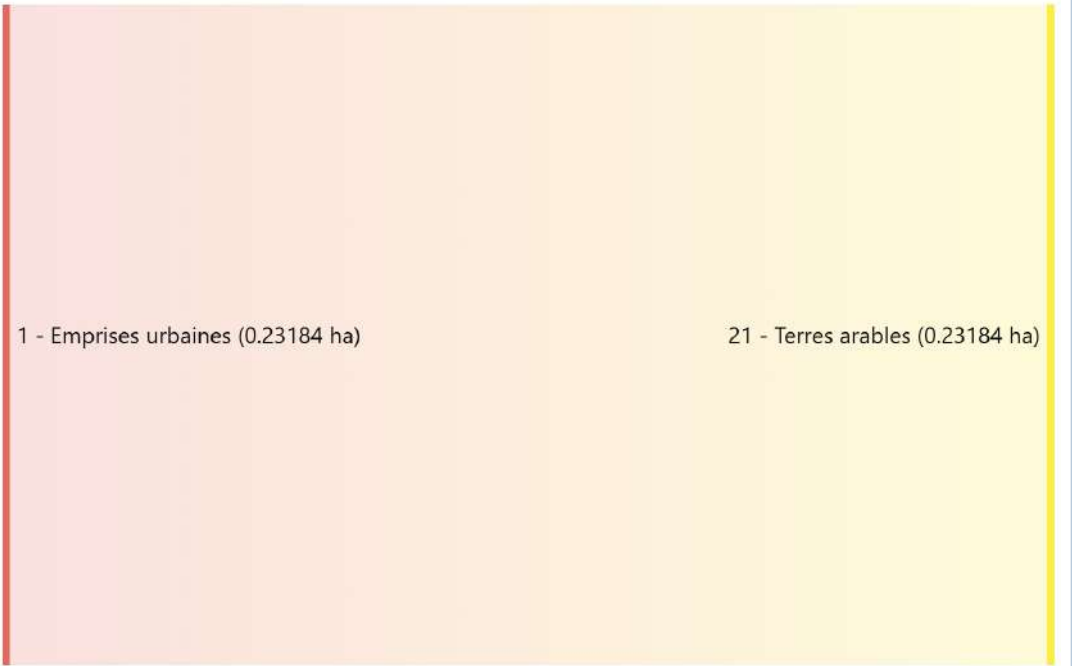 1 - Emprises urbaines (0.23184 ha)
21 - Terres arables (0.23184 ha)